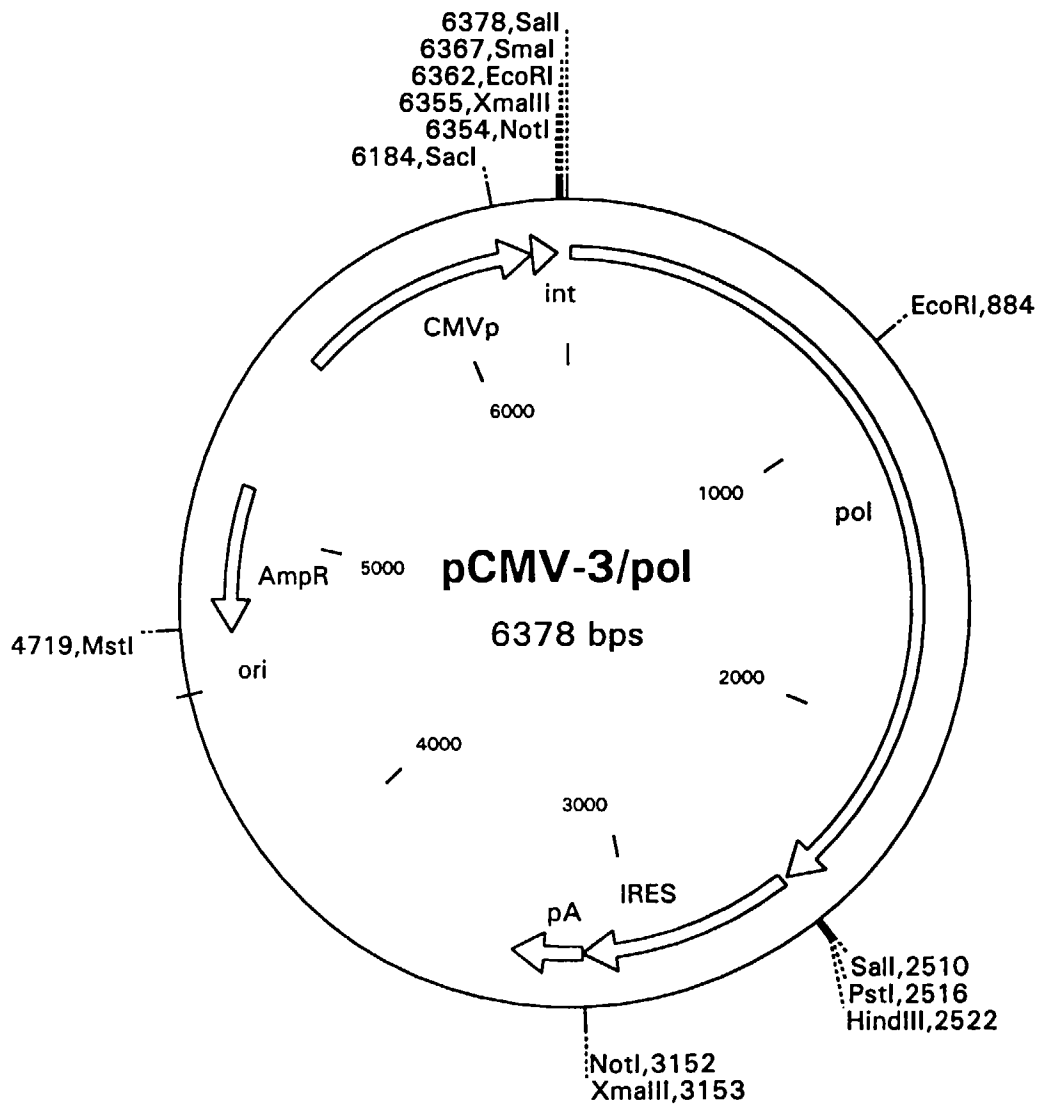 6378,SalI
6367,SmaI
6362,EcoRI
6355,XmaIII
6354,NotI
6184,SacI
int
CMVp
EcoRI,884
6000
1000
pol
pCMV-3/pol
6378 bps
AmpR
5000
4719,MstI
ori
2000
4000
3000
IRES
pA
SalI,2510
PstI,2516
HindIII,2522
NotI,3152
XmaIII,3153